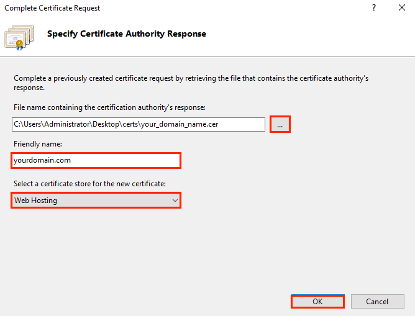 Complete Certificate Request
? ×
Specify Certificate Authority Response
Complete a previously created certificate request by retrieving the file that contains the certificate authority's
response.
File name containing the certification authority's response:
C:\Users\Administrator\Desktop\certs\your_domain_name.cer
...
Friendly name:
yourdomain.com
Select a certificate store for the new certificate:
Web Hosting
OK
Cancel